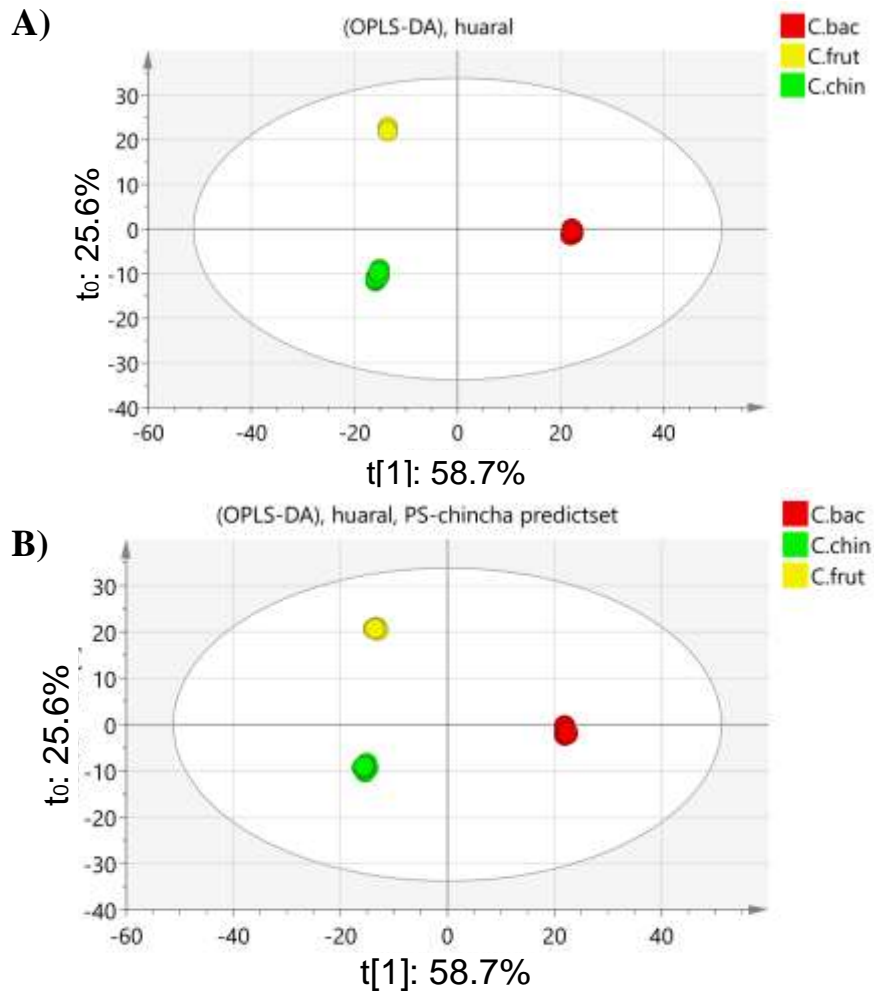 A)
(OPLS-DA), huaral
C.bac
C.frut
C.chin
30
20
10
0
-10
-20
-30
-40
-60 -40 -20 0 20 40
t₀: 25.6%
t[1]: 58.7%
B)
(OPLS-DA), huaral, PS-chincha predictset
C.bac
C.chin
C.frut
30
20
10
0
-10
-20
-30
-40
-60 -40 -20 0 20 40
t₀: 25.6%
t[1]: 58.7%